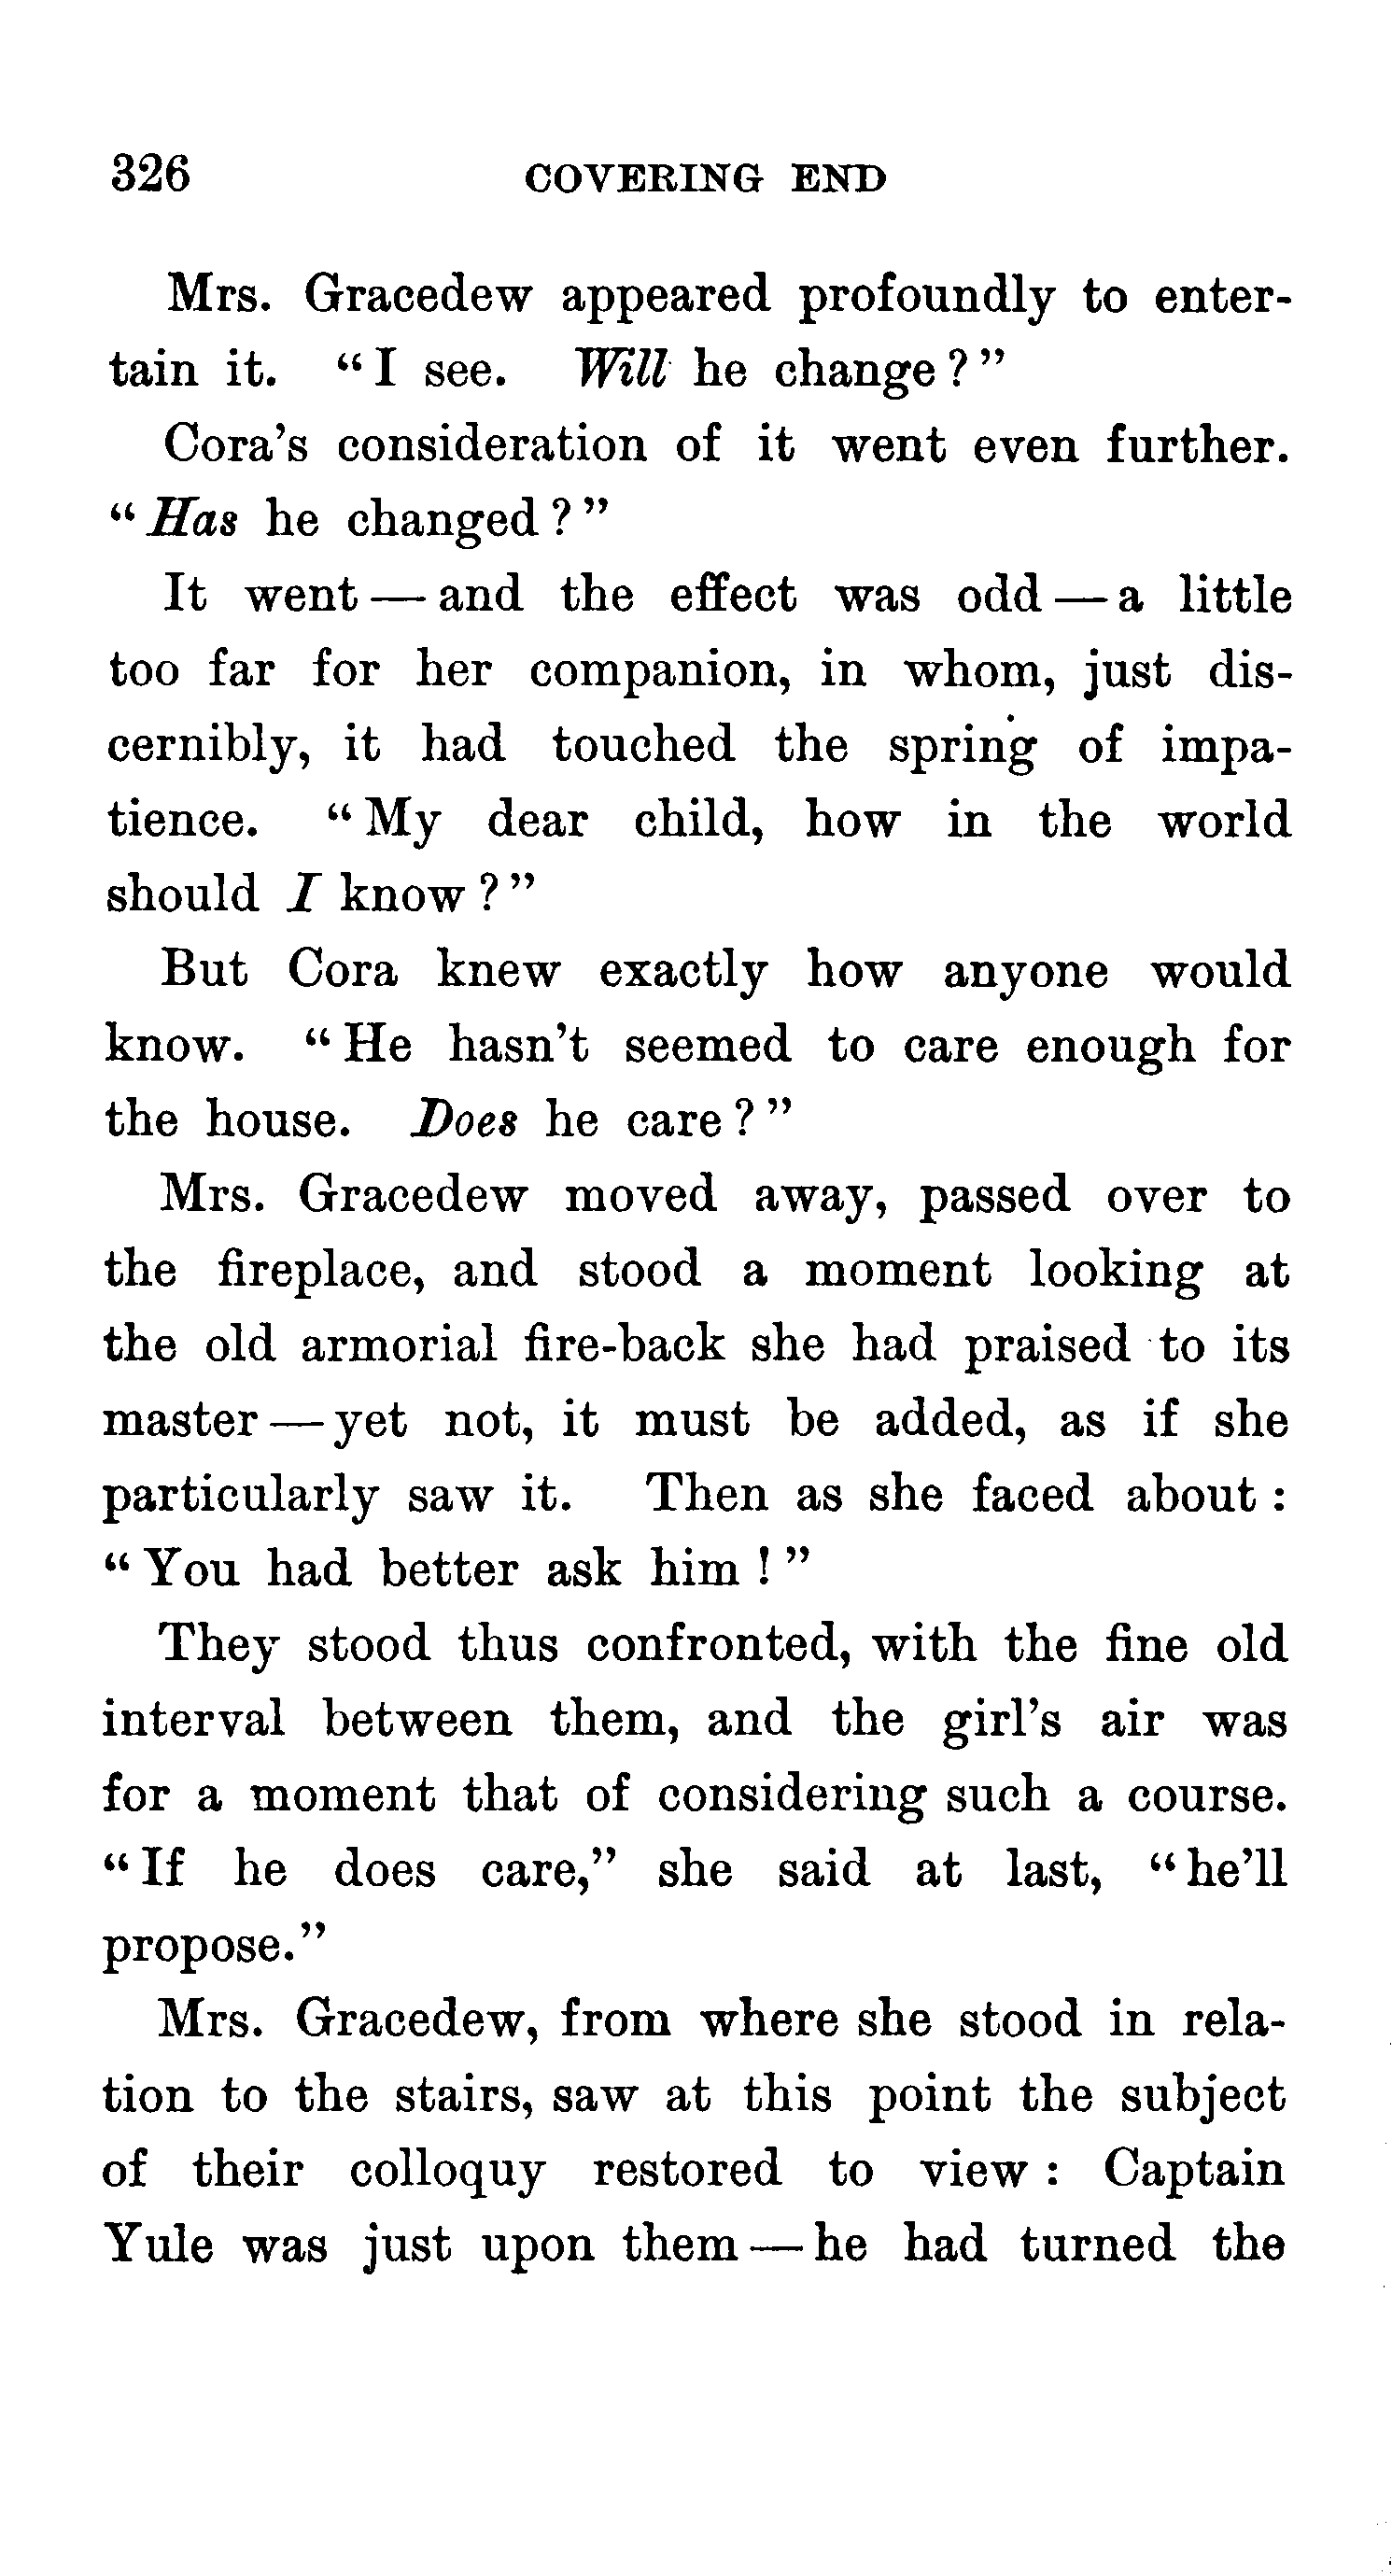 326 COVERING END
Mrs. Gracedew appeared profoundly to enter-
tain it. “I see. Will he change?”
Cora’s consideration of it went even further.
“Has he changed?”
It went — and the effect was odd — a little
too far for her companion, in whom, just dis-
cernibly, it had touched the spring of impa-
tience. “My dear child, how in the world
should I know?”
But Cora knew exactly how anyone would
know. “He hasn’t seemed to care enough for
the house. Does he care?”
Mrs. Gracedew moved away, passed over to
the fireplace, and stood a moment looking at
the old armorial fire-back she had praised to its
master — yet not, it must be added, as if she
particularly saw it. Then as she faced about:
“You had better ask him!”
They stood thus confronted, with the fine old
interval between them, and the girl’s air was
for a moment that of considering such a course.
“If he does care,” she said at last, “he’ll
propose.”
Mrs. Gracedew, from where she stood in rela-
tion to the stairs, saw at this point the subject
of their colloquy restored to view: Captain
Yule was just upon them — he had turned the